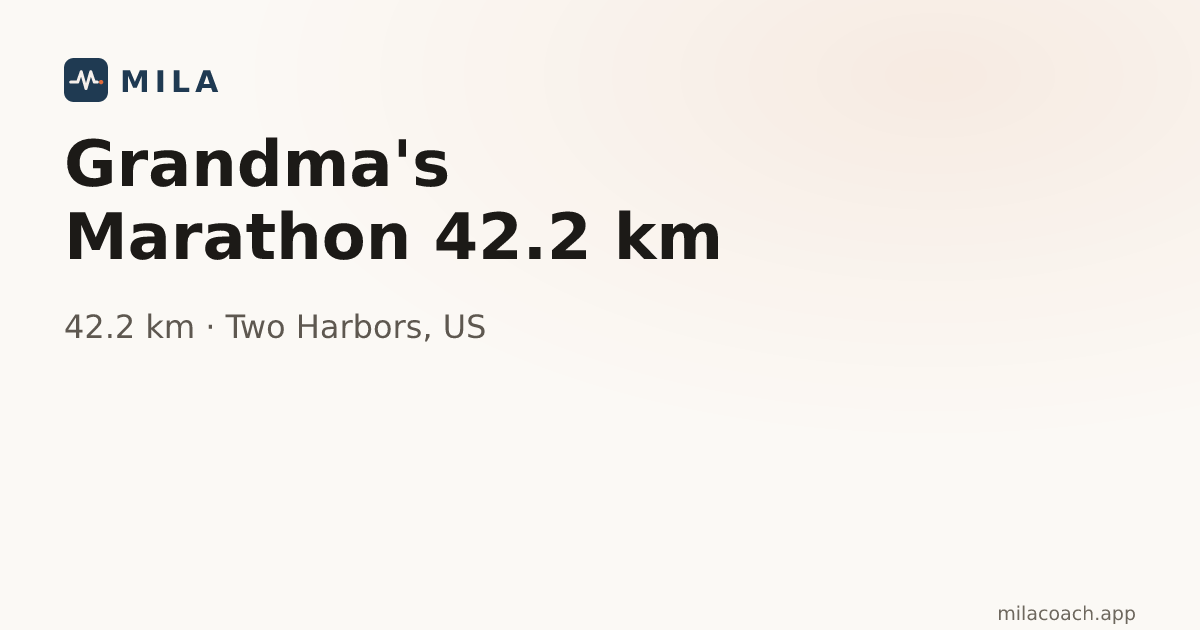 MILA
Grandma's
Marathon 42.2 km
42.2 km · Two Harbors, US
milacoach.app